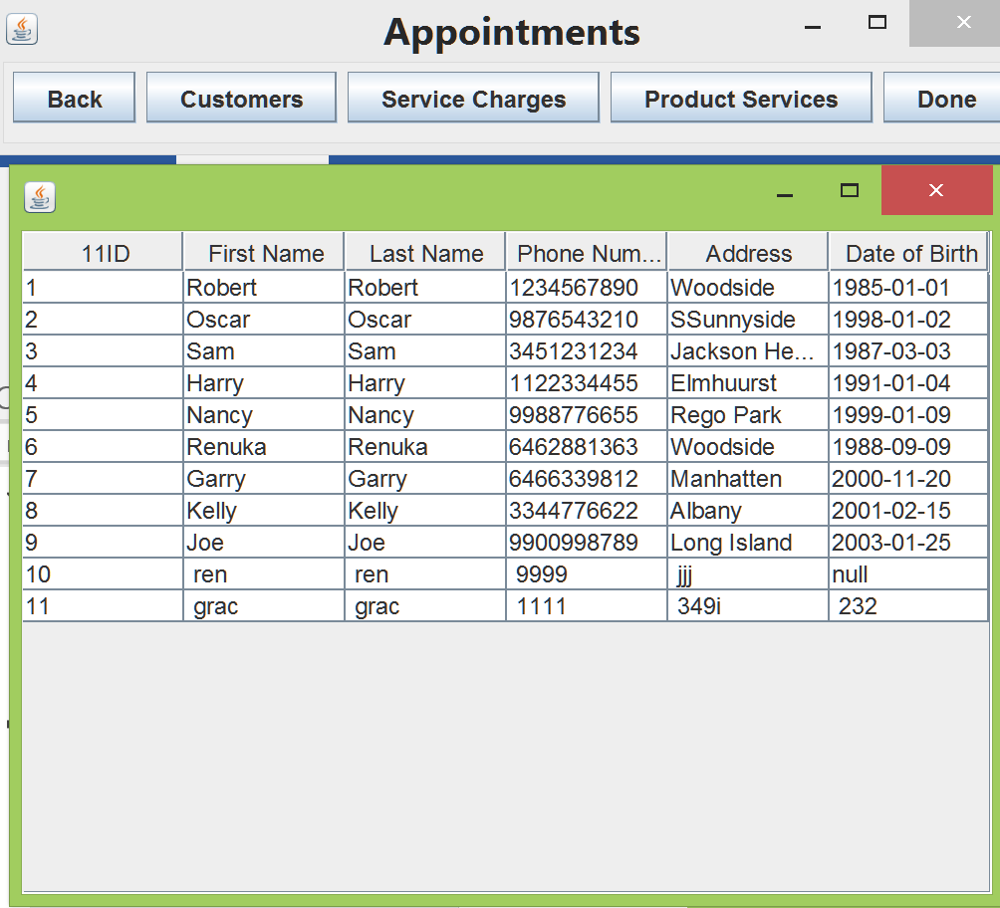 Appointments
Back Customers Service Charges Product Services Done
11ID First Name Last Name Phone Num... Address Date of Birth
1 Robert Robert 1234567890 Woodside 1985-01-01
2 Oscar Oscar 9876543210 SSunnyside 1998-01-02
3 Sam Sam 3451231234 Jackson He... 1987-03-03
4 Harry Harry 1122334455 Elmhuurst 1991-01-04
5 Nancy Nancy 9988776655 Rego Park 1999-01-09
6 Renuka Renuka 6462881363 Woodside 1988-09-09
7 Garry Garry 6466339812 Manhatten 2000-11-20
8 Kelly Kelly 3344776622 Albany 2001-02-15
9 Joe Joe 9900998789 Long Island 2003-01-25
10 ren ren 9999 jjj null
11 grac grac 1111 349i 232